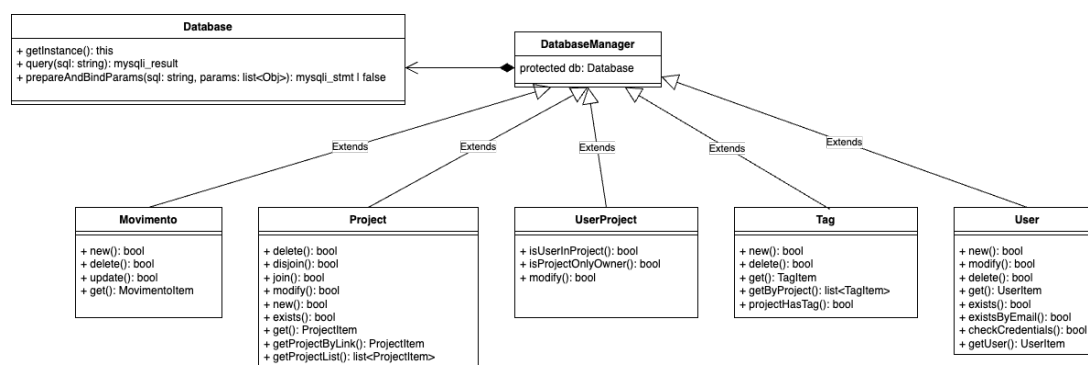 Database
+ getInstance(): this
+ query(sql: string): mysqli_result
+ prepareAndBindParams(sql: string, params: list<Obj>): mysqli_stmt | false
DatabaseManager
protected db: Database
Extends
Extends
Extends
Extends
Extends
Movimento
+ new(): bool
+ delete(): bool
+ update(): bool
+ get(): MovimentoItem
Project
+ delete(): bool
+ disjoin(): bool
+ join(): bool
+ modify(): bool
+ new(): bool
+ exists(): bool
+ get(): ProjectItem
+ getProjectByLink(): ProjectItem
+ getProjectList(): list<ProjectItem>
UserProject
+ isUserInProject(): bool
+ isProjectOnlyOwner(): bool
+ modify(): bool
Tag
+ new(): bool
+ delete(): bool
+ get(): TagItem
+ getByProject(): list<TagItem>
+ projectHasTag(): bool
User
+ new(): bool
+ modify(): bool
+ delete(): bool
+ get(): UserItem
+ exists(): bool
+ existsByEmail(): bool
+ checkCredentials(): bool
+ getUser(): UserItem